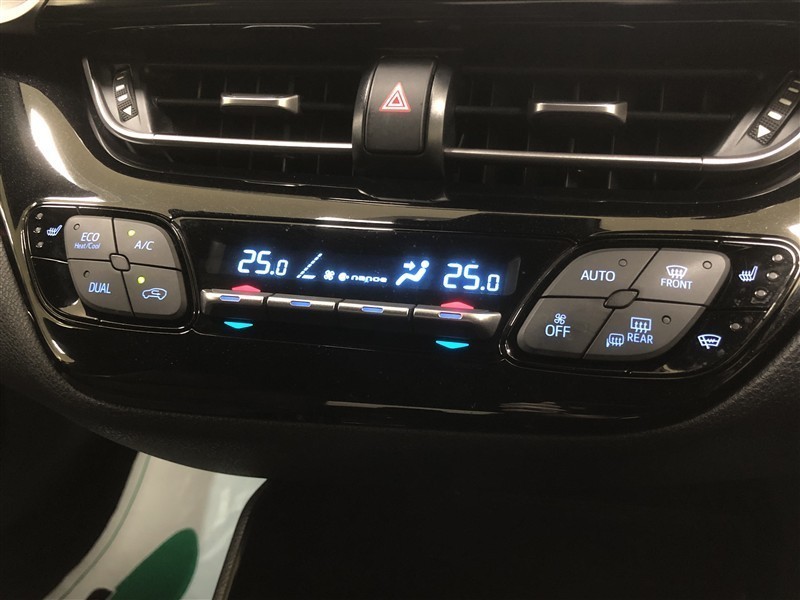 ECO
Heat/Cool
A/C
DUAL
25.0
nanoe
25.0
AUTO
FRONT
OFF
REAR